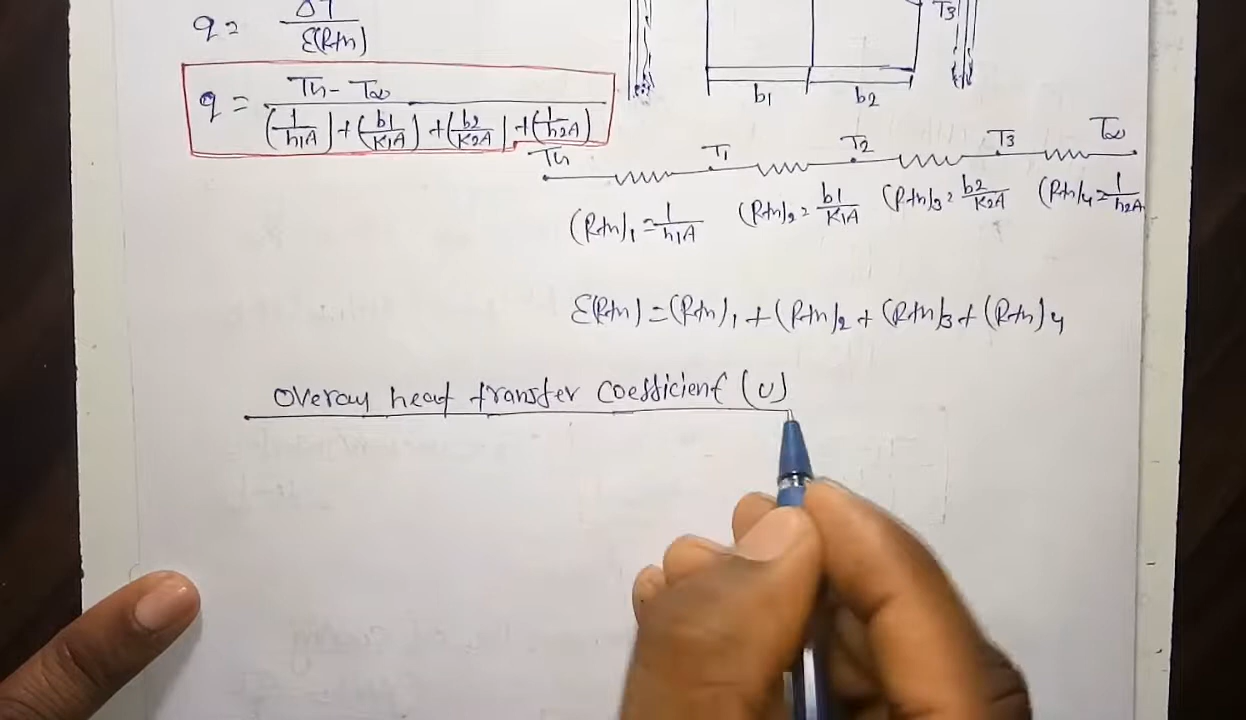 q = ΔT / Σ(Rth)
T3
q = Th - T∞ / (1/h1A) + (b1/K1A) + (b2/K2A) + (1/h2A)
b1 b2
Th T1 T2 T3 T∞
(Rth)1 = 1/h1A (Rth)2 = b1/K1A (Rth)3 = b2/K2A (Rth)4 = 1/h2A
Σ(Rth) = (Rth)1 + (Rth)2 + (Rth)3 + (Rth)4
Overall heat transfer coefficient (U)